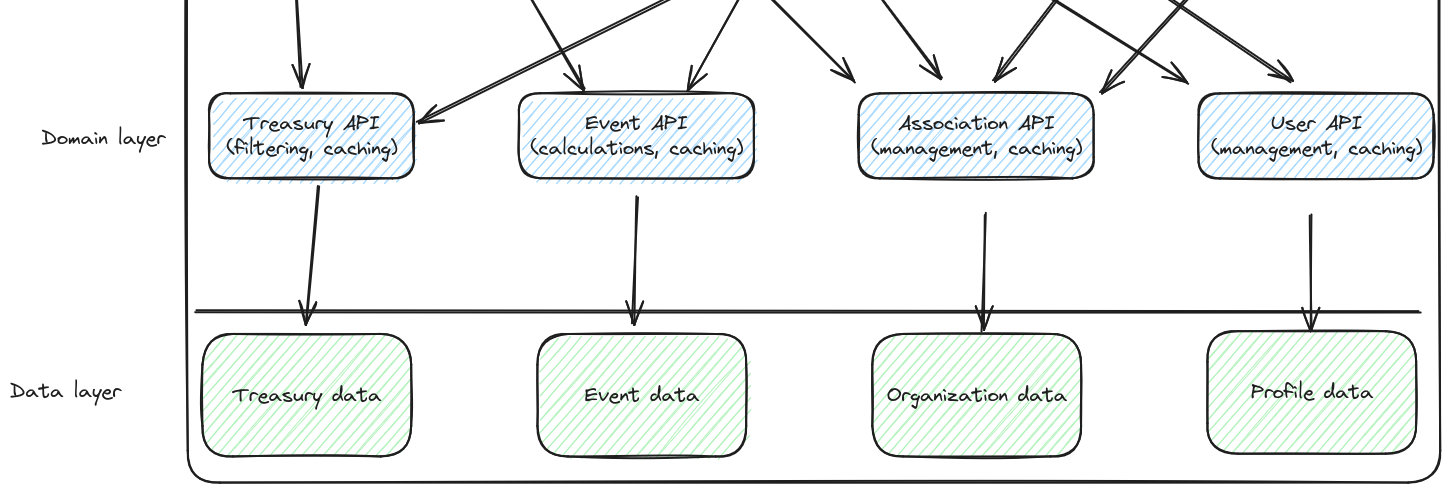 Domain layer
Treasury API
(filtering, caching)
Event API
(calculations, caching)
Association API
(management, caching)
User API
(management, caching)
Data layer
Treasury data
Event data
Organization data
Profile data